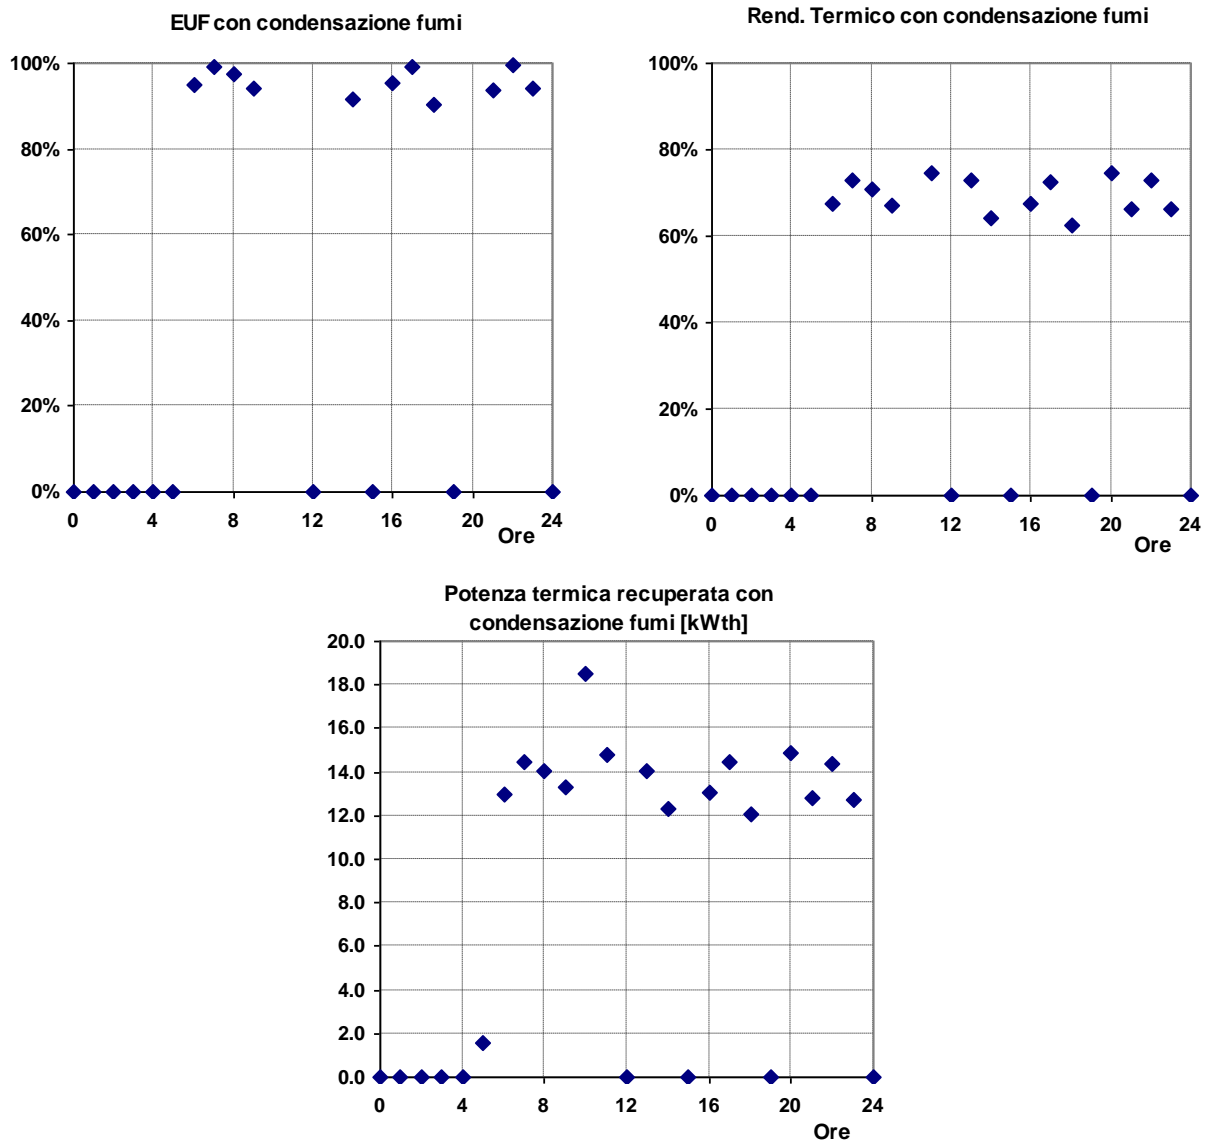 EUF con condensazione fumi
100%
80%
60%
40%
20%
0%
0 4 8 12 16 20 24
Ore
Rend. Termico con condensazione fumi
100%
80%
60%
40%
20%
0%
0 4 8 12 16 20 24
Ore
Potenza termica recuperata con
condensazione fumi [kWth]
20.0
18.0
16.0
14.0
12.0
10.0
8.0
6.0
4.0
2.0
0.0
0 4 8 12 16 20 24
Ore